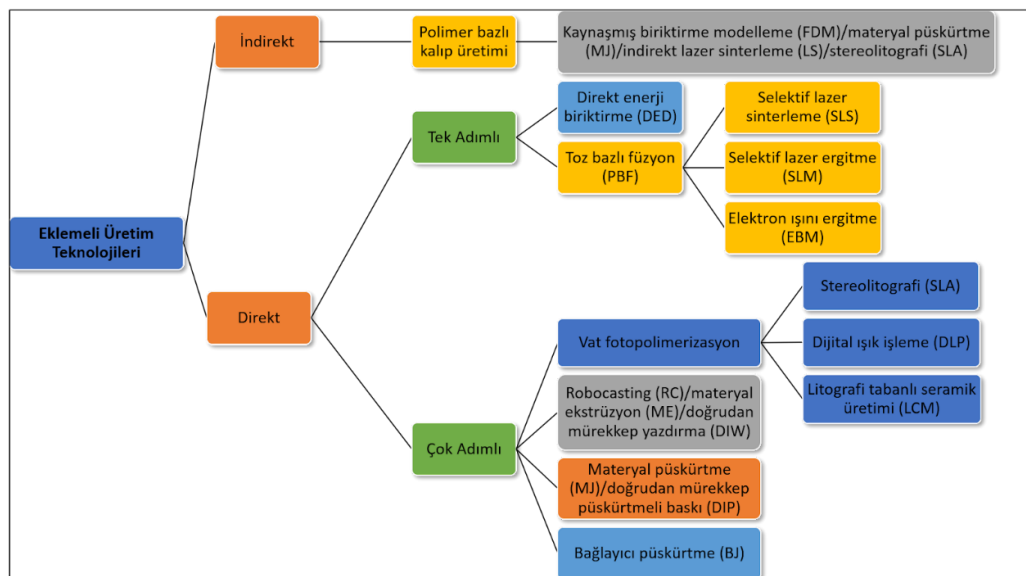 İndirekt
Polimer bazlı
kalıp üretimi
Kaynaşmış biriktirme modelleme (FDM)/materyal püskürtme
(MJ)/indirekt lazer sinterleme (LS)/stereolitografi (SLA)
Eklemeli Üretim
Teknolojileri
Direkt
Tek Adımlı
Direkt enerji
biriktirme (DED)
Toz bazlı füzyon
(PBF)
Selektif lazer
sinterleme (SLS)
Selektif lazer ergitme
(SLM)
Elektron ışını ergitme
(EBM)
Çok Adımlı
Vat fotopolimerizasyon
Stereolitografi (SLA)
Dijital ışık işleme (DLP)
Litografi tabanlı seramik
üretimi (LCM)
Robocasting (RC)/materyal
ekstrüzyon (ME)/doğrudan
mürekkep yazdırma (DIW)
Materyal püskürtme
(MJ)/doğrudan mürekkep
püskürtmeli baskı (DIP)
Bağlayıcı püskürtme (BJ)